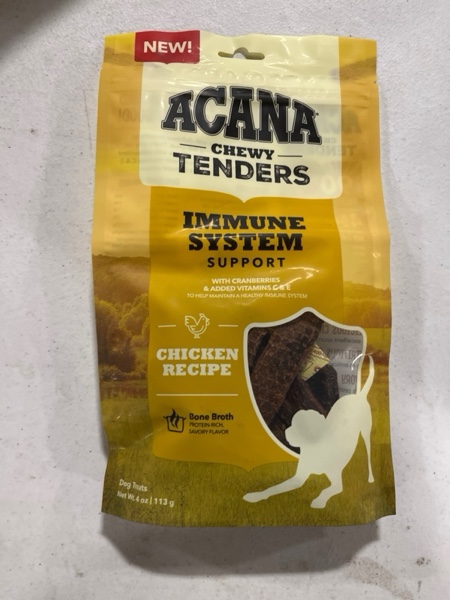 NEW!
ACANA
CHEWY
TENDERS
IMMUNE
SYSTEM
SUPPORT
WITH CRANBERRIES
& ADDED VITAMINS C & E
TO HELP MAINTAIN A HEALTHY IMMUNE SYSTEM
CHICKEN
RECIPE
Bone Broth
PROTEIN-RICH,
SAVORY FLAVOR
Dog Treats
Net Wt. 4 oz | 113 g